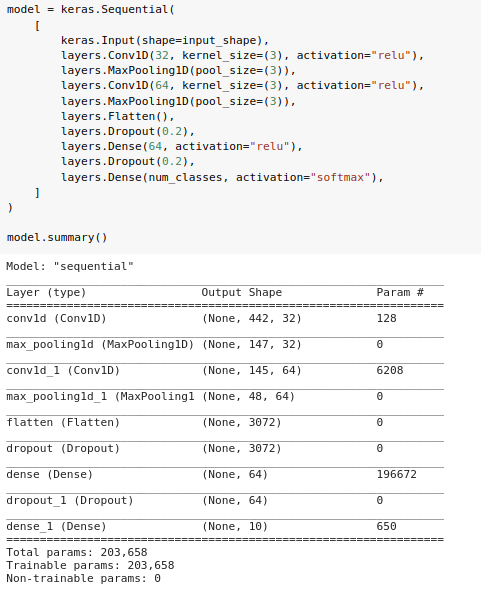 model = keras.Sequential(
    [
        keras.Input(shape=input_shape),
        layers.Conv1D(32, kernel_size=(3), activation="relu"),
        layers.MaxPooling1D(pool_size=(3)),
        layers.Conv1D(64, kernel_size=(3), activation="relu"),
        layers.MaxPooling1D(pool_size=(3)),
        layers.Flatten(),
        layers.Dropout(0.2),
        layers.Dense(64, activation="relu"),
        layers.Dropout(0.2),
        layers.Dense(num_classes, activation="softmax"),
    ]
)
model.summary()
Model: "sequential"
Layer (type) Output Shape Param #
conv1d (Conv1D) (None, 442, 32) 128
max_pooling1d (MaxPooling1D) (None, 147, 32) 0
conv1d_1 (Conv1D) (None, 145, 64) 6208
max_pooling1d_1 (MaxPooling1 (None, 48, 64) 0
flatten (Flatten) (None, 3072) 0
dropout (Dropout) (None, 3072) 0
dense (Dense) (None, 64) 196672
dropout_1 (Dropout) (None, 64) 0
dense_1 (Dense) (None, 10) 650
Total params: 203,658
Trainable params: 203,658
Non-trainable params: 0